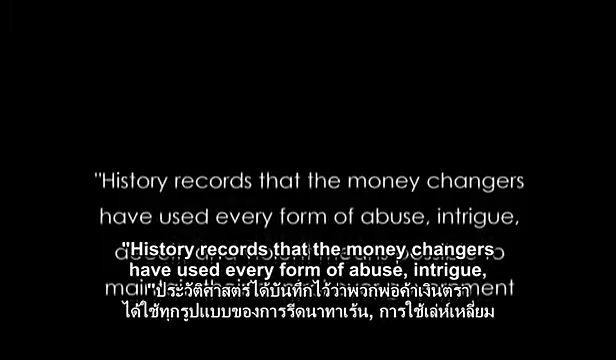 "History records that the money changers
have used every form of abuse, intrigue,
to
"History records that the money changers
have used every form of abuse, intrigue,
"ประวัติศาสตร์ได้บันทึกไว้ว่าพวกพ่อค้าเงินตรา
ได้ใช้ทุกรูปแบบของการรีดนาทาเร้น, การใช้เล่ห์เหลี่ยม